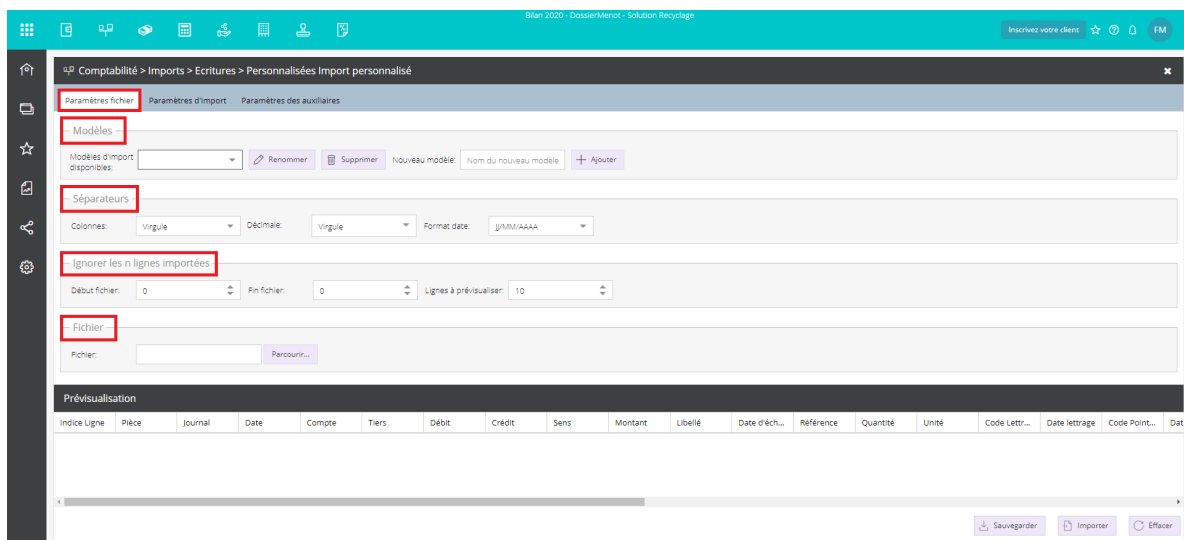 Bilan 2020 - DossierMenot - Solution Recyclage
Inscrivez votre client
FM
Comptabilité > Imports > Ecritures > Personnalisées Import personnalisé
Paramètres fichier Paramètres d'import Paramètres des auxiliaires
Modèles
Modèles d'import disponibles: Renommer Supprimer Nouveau modèle: Nom du nouveau modèle Ajouter
Séparateurs
Colonnes: Virgule Décimale: Virgule Format date: JJ/MM/AAAA
Ignorer les n lignes importées
Début fichier: 0 Fin fichier: 0 Lignes à prévisualiser: 10
Fichier
Fichier: Parcourir...
Prévisualisation
Indice Ligne Pièce Journal Date Compte Tiers Débit Crédit Sens Montant Libellé Date d'éch... Référence Quantité Unité Code Lettr... Date lettrage Code Point... Dat
Sauvegarder Importer Effacer